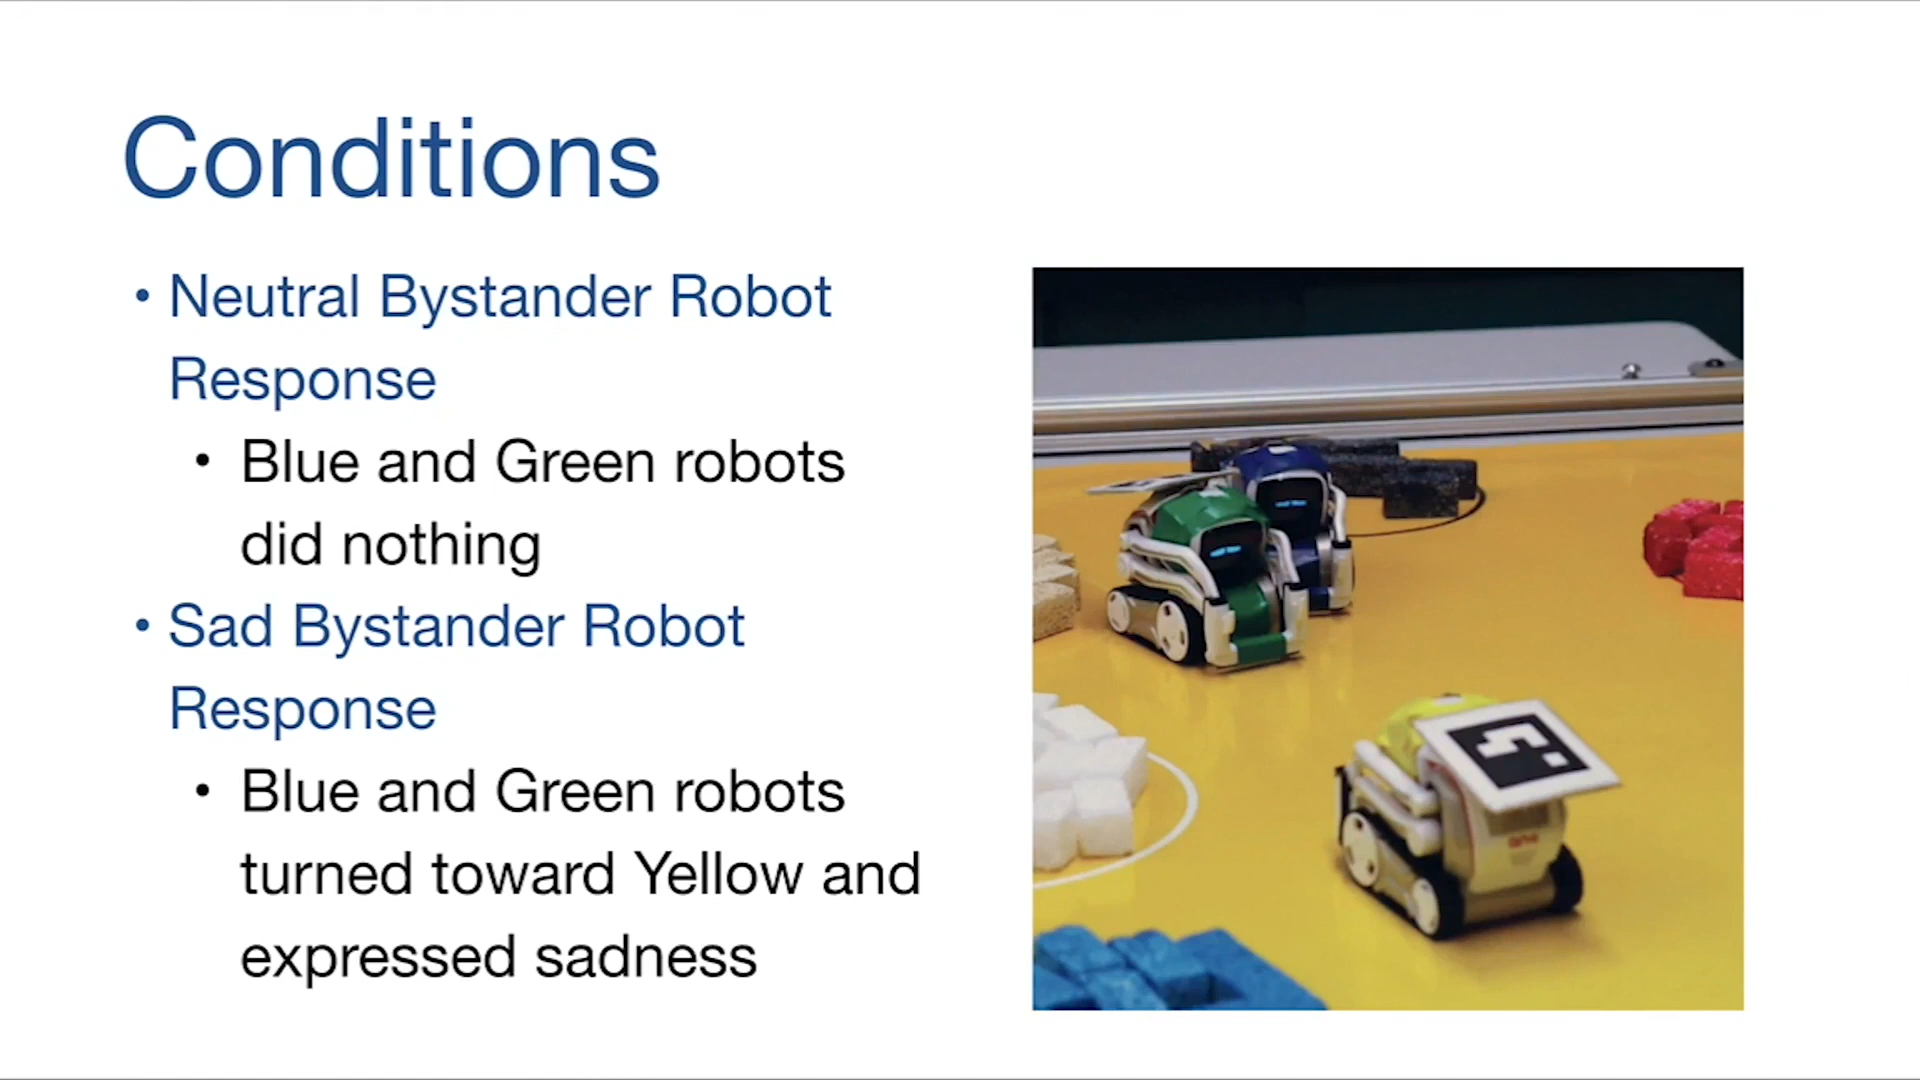 Conditions
• Neutral Bystander Robot
Response
• Blue and Green robots
did nothing
• Sad Bystander Robot
Response
• Blue and Green robots
turned toward Yellow and
expressed sadness